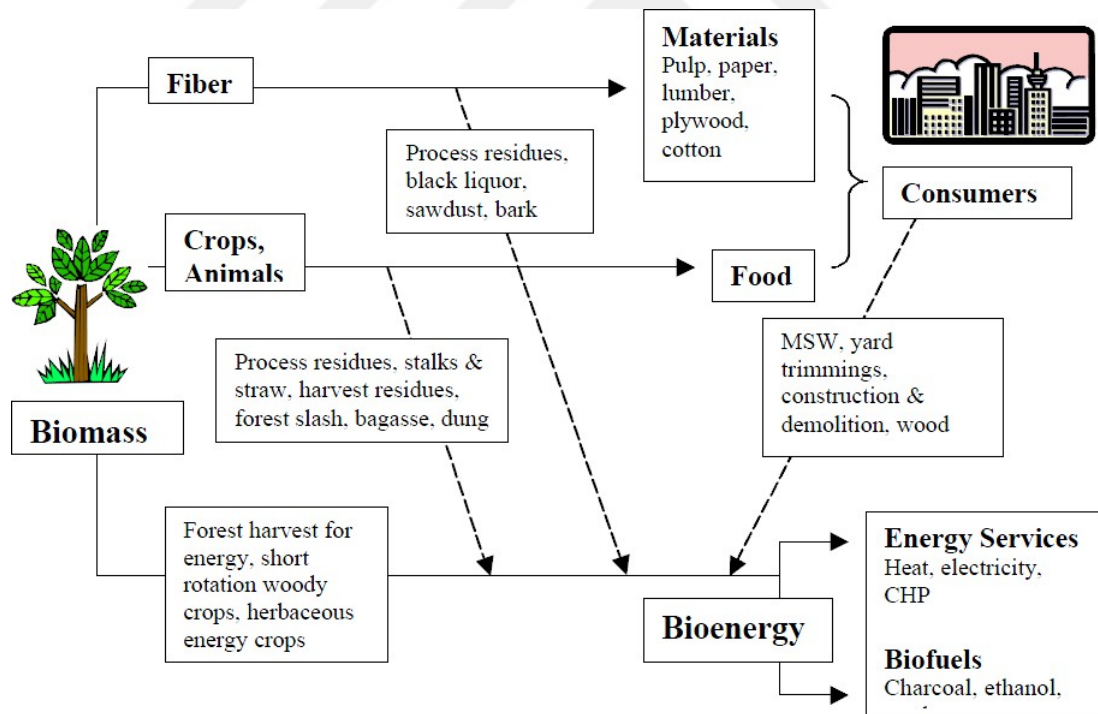 Materials
Pulp, paper,
lumber,
plywood,
cotton
Fiber
Process residues,
black liquor,
sawdust, bark
Consumers
Crops,
Animals
Food
Process residues, stalks &
straw, harvest residues,
forest slash, bagasse, dung
MSW, yard
trimmings,
construction &
demolition, wood
Biomass
Forest harvest for
energy, short
rotation woody
crops, herbaceous
energy crops
Energy Services
Heat, electricity,
CHP
Bioenergy
Biofuels
Charcoal, ethanol,